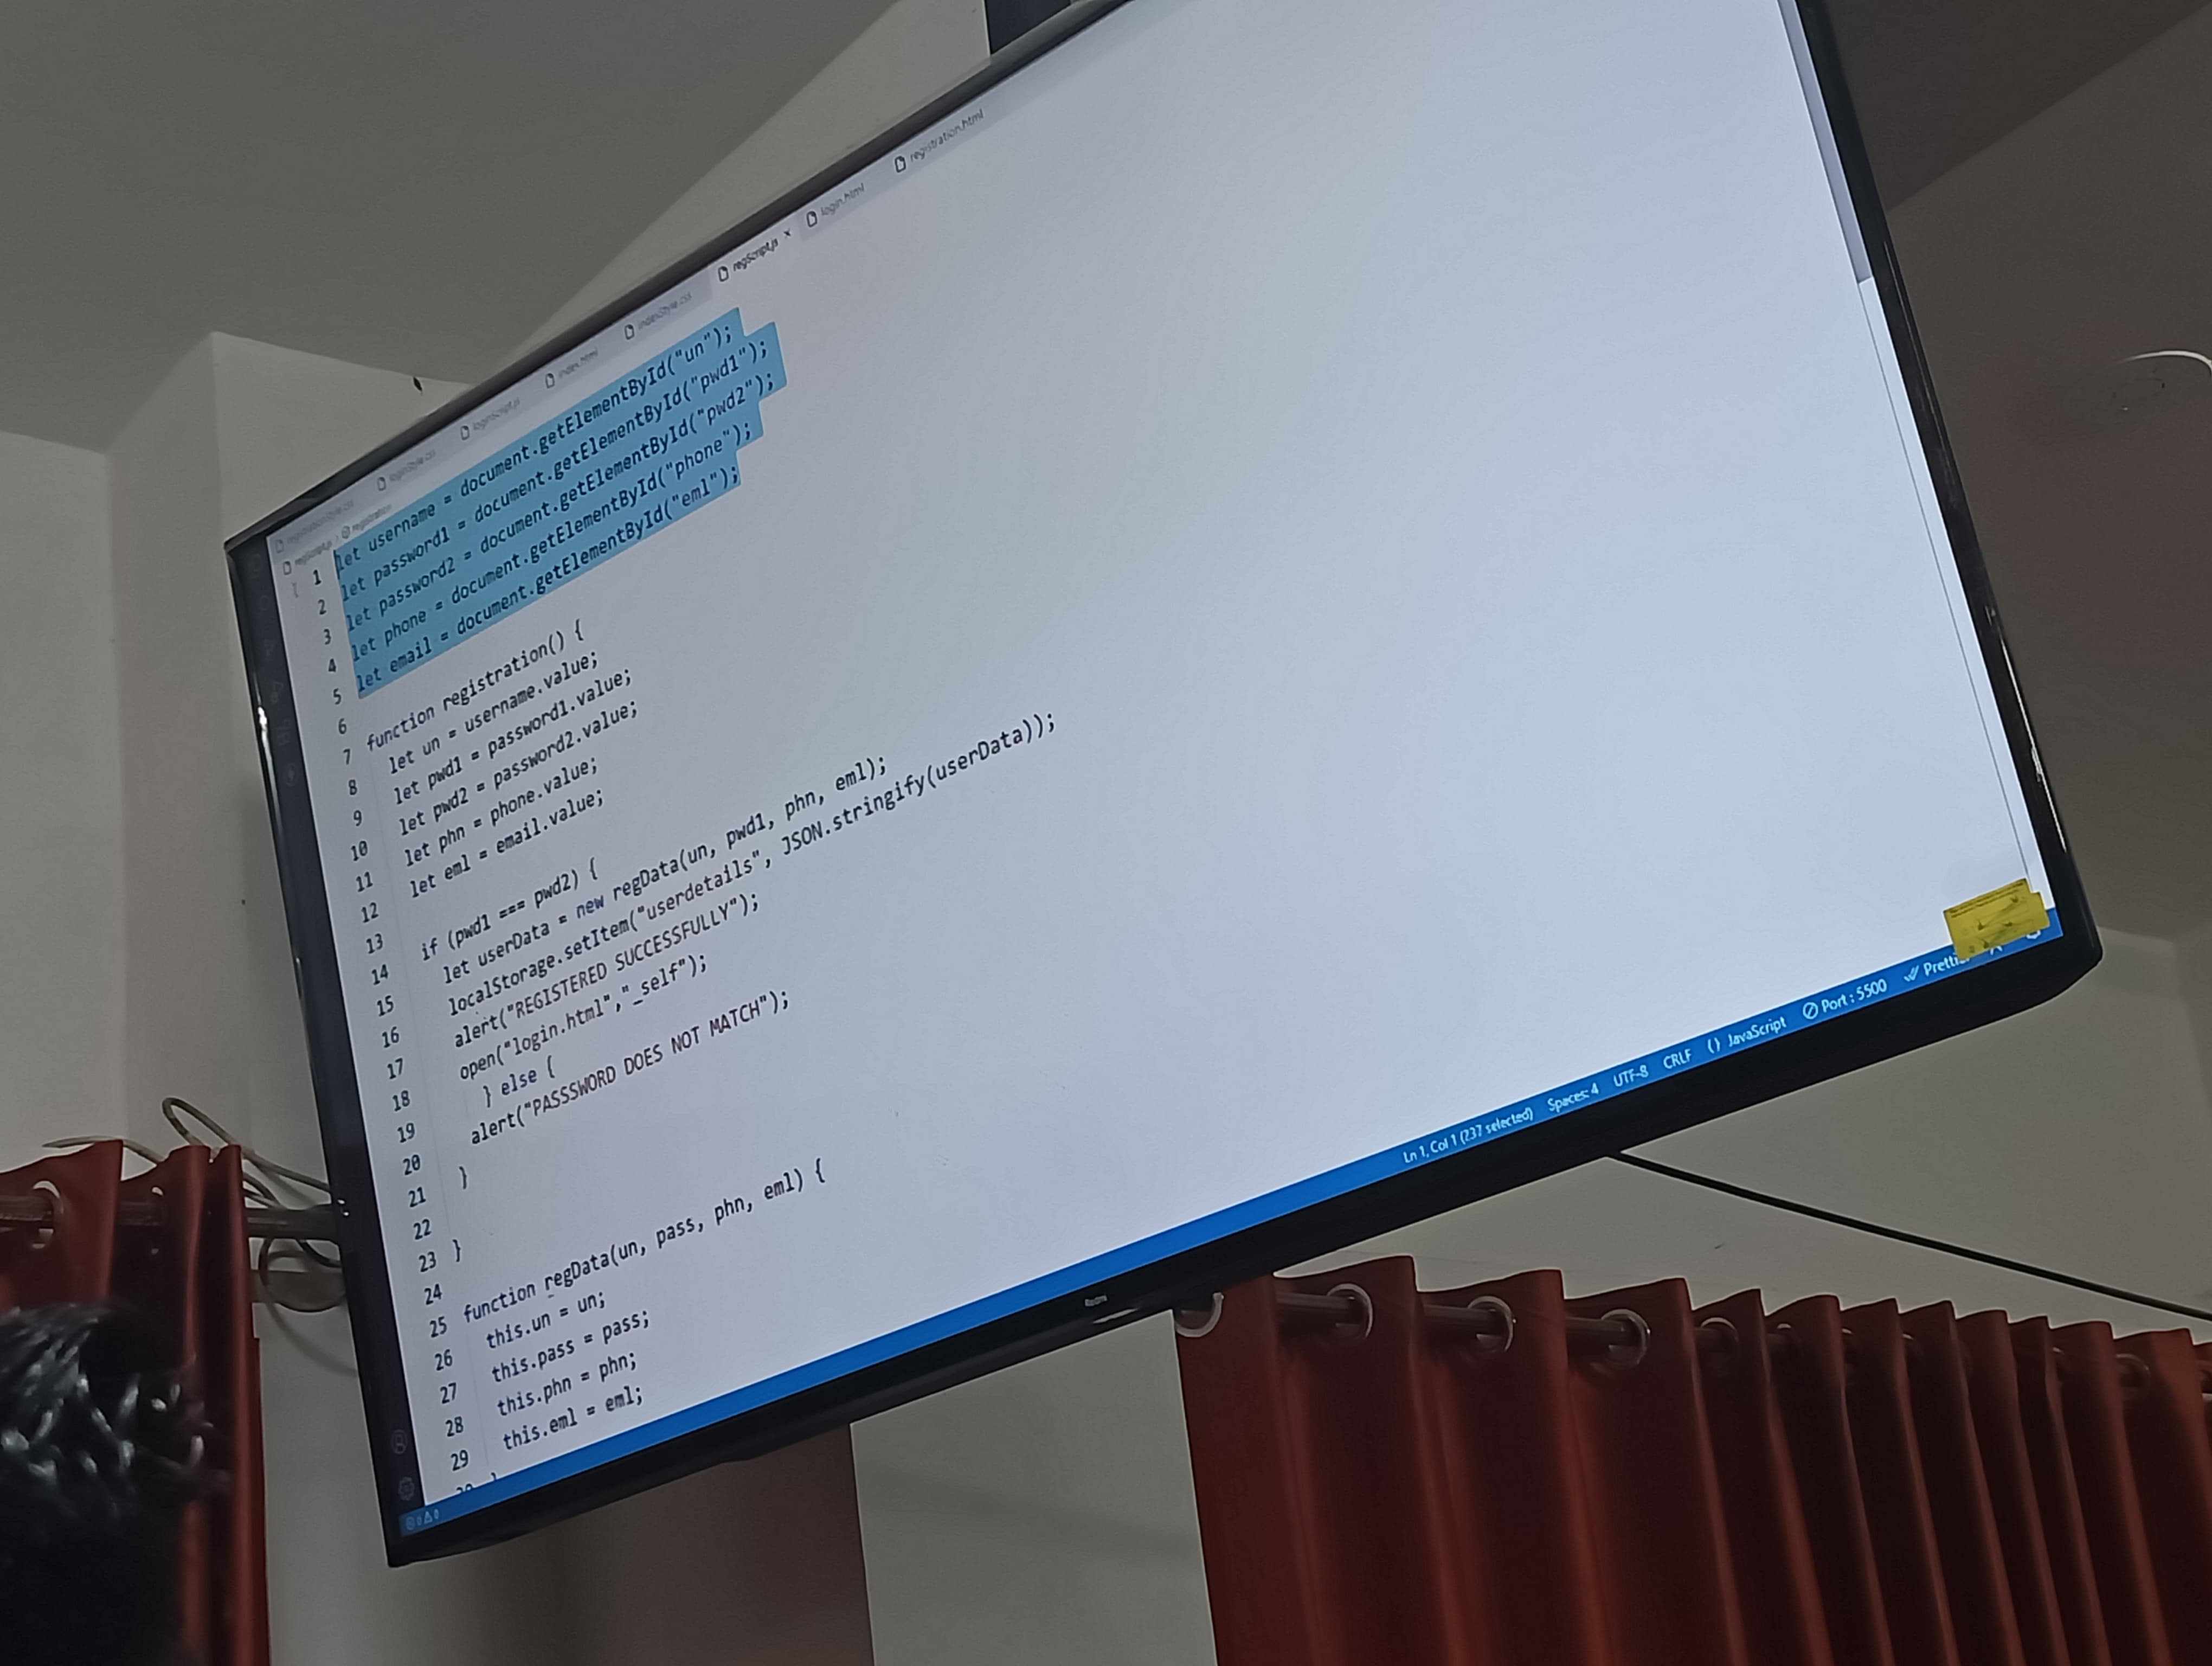 registrationStyle.css
loginStyle.css
loginScript.js
index.html
indexStyle.css
regScript.js ×
login.html
registration.html
regScript.js > registration
1 let username = document.getElementById("un");
2 let password1 = document.getElementById("pwd1");
3 let password2 = document.getElementById("pwd2");
4 let phone = document.getElementById("phone");
5 let email = document.getElementById("eml");
6
7 function registration() {
8 let un = username.value;
9 let pwd1 = password1.value;
10 let pwd2 = password2.value;
11 let phn = phone.value;
12 let eml = email.value;
13
14 if (pwd1 === pwd2) {
15 let userData = new regData(un, pwd1, phn, eml);
16 localStorage.setItem("userdetails", JSON.stringify(userData));
17 alert("REGISTERED SUCCESSFULLY");
18 open("login.html","_self");
19 } else {
20 alert("PASSSWORD DOES NOT MATCH");
21 }
22
23 }
24
25 function regData(un, pass, phn, eml) {
26 this.un = un;
27 this.pass = pass;
28 this.phn = phn;
29 this.eml = eml;
Ln 1, Col 1 (237 selected) Spaces: 4 UTF-8 CRLF {} JavaScript Port : 5500
0 0
Redmi